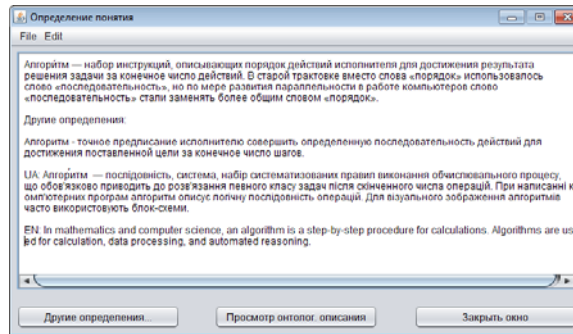 Определение понятия
File Edit
Алгори́тм — набор инструкций, описывающих порядок действий исполнителя для достижения результата
решения задачи за конечное число действий. В старой трактовке вместо слова «порядок» использовалось
слово «последовательность», но по мере развития параллельности в работе компьютеров слово
«последовательность» стали заменять более общим словом «порядок».
Другие определения:
Алгоритм - точное предписание исполнителю совершить определенную последовательность действий для
достижения поставленной цели за конечное число шагов.
UA: Алгори́тм — послідовність, система, набір систематизованих правил виконання обчислювального процесу,
що обов'язково приводить до розв'язання певного класу задач після скінченного числа операцій. При написанні к
омп'ютерних програм алгоритм описує логічну послідовність операцій. Для візуального зображення алгоритмів
часто використовують блок-схеми.
EN: In mathematics and computer science, an algorithm is a step-by-step procedure for calculations. Algorithms are us
ed for calculation, data processing, and automated reasoning.
Другие определения... Просмотр онтолог. описания Закрыть окно